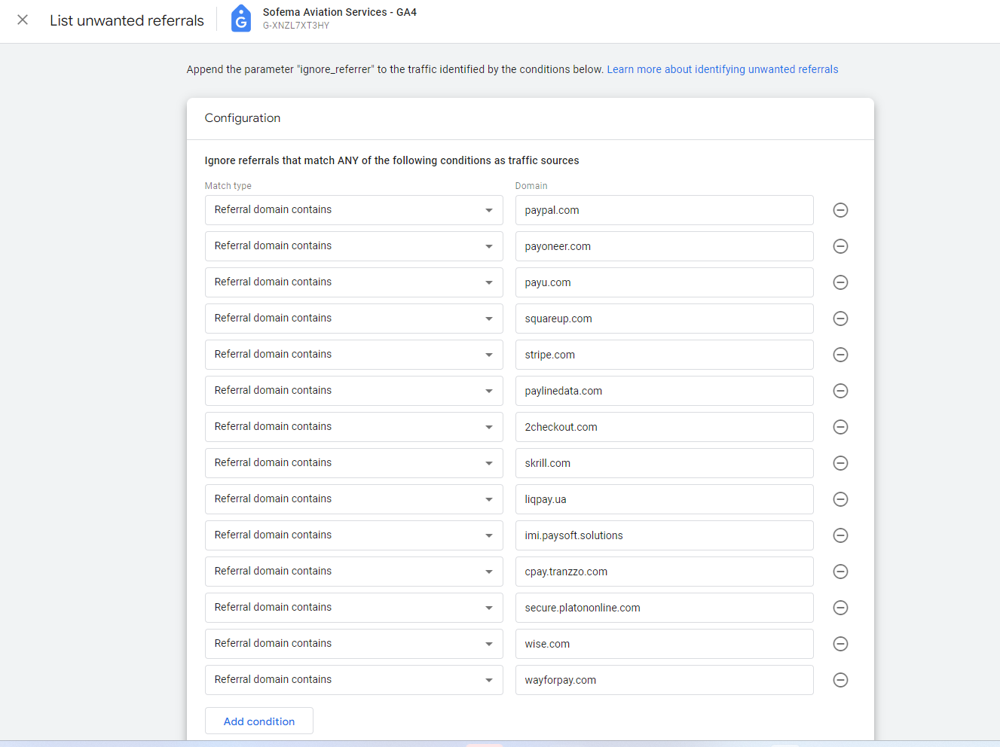 List unwanted referrals
Sofema Aviation Services - GA4
G-XNZL7XT3HY
Append the parameter "ignore_referrer" to the traffic identified by the conditions below. Learn more about identifying unwanted referrals
Configuration
Ignore referrals that match ANY of the following conditions as traffic sources
Match type Domain
Referral domain contains paypal.com
Referral domain contains payoneer.com
Referral domain contains payu.com
Referral domain contains squareup.com
Referral domain contains stripe.com
Referral domain contains paylinedata.com
Referral domain contains 2checkout.com
Referral domain contains skrill.com
Referral domain contains liqpay.ua
Referral domain contains imi.paysoft.solutions
Referral domain contains cpay.tranzzo.com
Referral domain contains secure.platononline.com
Referral domain contains wise.com
Referral domain contains wayforpay.com
Add condition